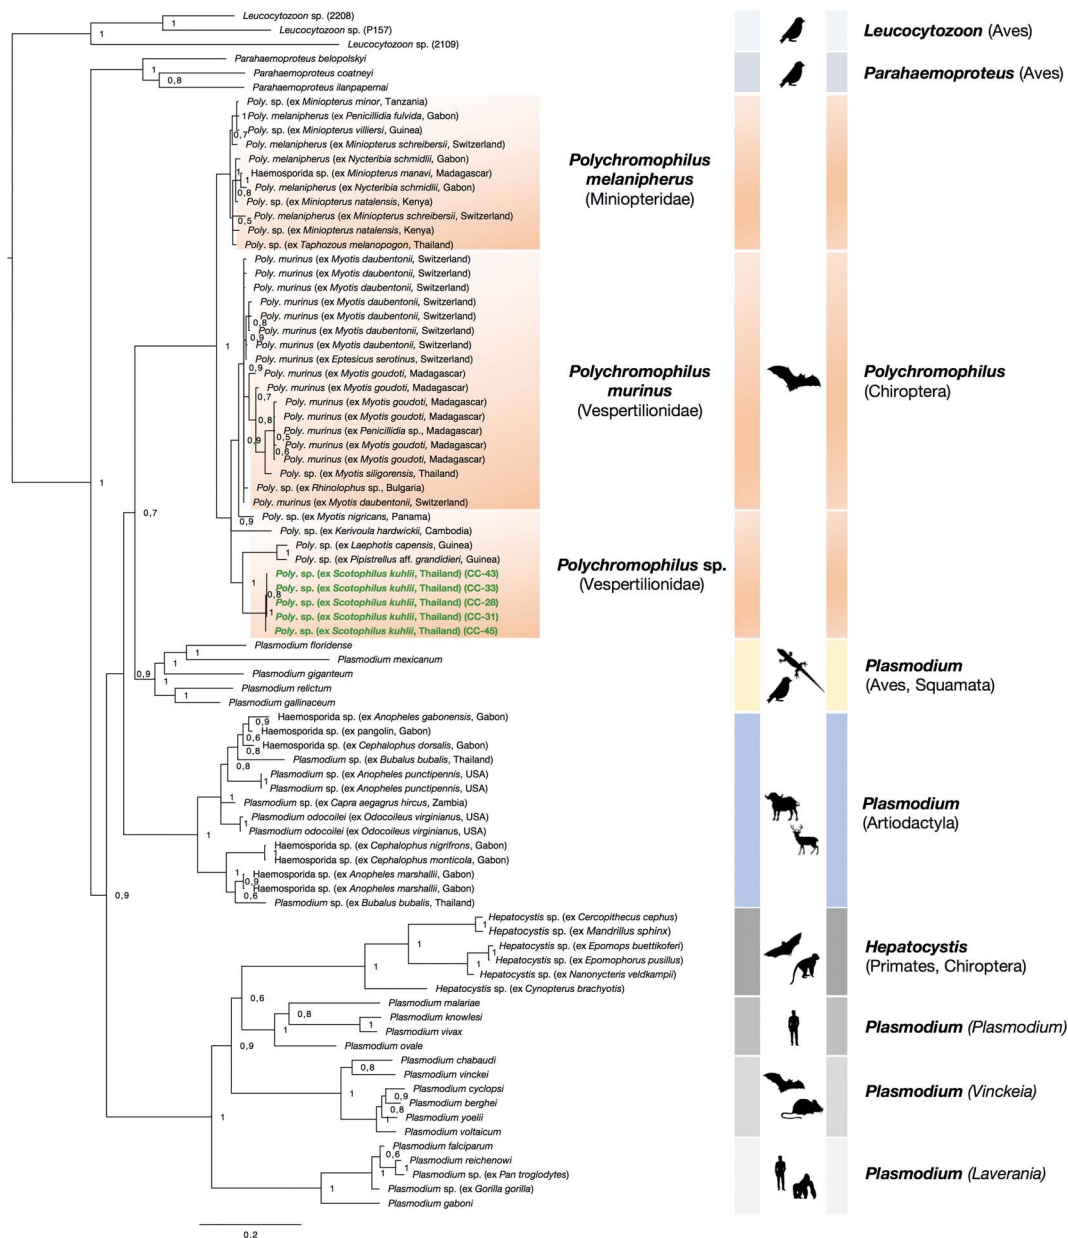 Leucocytozoon sp. (2208)
Leucocytozoon sp. (P157)
1
1
Leucocytozoon sp. (2109)
Leucocytozoon (Aves)
Parahaemoproteus belopolskyi
1
Parahaemoproteus coatneyi
0,8
Parahaemoproteus ilanpapernai
Parahaemoproteus (Aves)
Poly. sp. (ex Miniopterus minor, Tanzania)
1
Poly. melanipherus (ex Penicillidia fulvida, Gabon)
Poly. sp. (ex Miniopterus villiersi, Guinea)
0,7
Poly. melanipherus (ex Miniopterus schreibersii, Switzerland)
Poly. melanipherus (ex Nycteribia schmidlii, Gabon)
1
Haemosporida sp. (ex Miniopterus manavi, Madagascar)
1
Poly. melanipherus (ex Nycteribia schmidlii, Gabon)
0,8
Poly. sp. (ex Miniopterus natalensis, Kenya)
Poly. melanipherus (ex Miniopterus schreibersii, Switzerland)
0,5
Poly. sp. (ex Miniopterus natalensis, Kenya)
Poly. sp. (ex Taphozous melanopogon, Thailand)
Polychromophilus
melanipherus
(Miniopteridae)
Poly. murinus (ex Myotis daubentonii, Switzerland)
Poly. murinus (ex Myotis daubentonii, Switzerland)
Poly. murinus (ex Myotis daubentonii, Switzerland)
Poly. murinus (ex Myotis daubentonii, Switzerland)
Poly. murinus (ex Myotis daubentonii, Switzerland)
0,8
Poly. murinus (ex Myotis daubentonii, Switzerland)
0,9
Poly. murinus (ex Myotis daubentonii, Switzerland)
1
Poly. murinus (ex Eptesicus serotinus, Switzerland)
0,9
Poly. murinus (ex Myotis goudoti, Madagascar)
Poly. murinus (ex Myotis goudoti, Madagascar)
0,7
Poly. murinus (ex Myotis goudoti, Madagascar)
Poly. murinus (ex Myotis goudoti, Madagascar)
0,8
Poly. murinus (ex Penicillidia sp., Madagascar)
0,9
0,5
Poly. murinus (ex Myotis goudoti, Madagascar)
0,6
Poly. murinus (ex Myotis goudoti, Madagascar)
Poly. sp. (ex Myotis siligorensis, Thailand)
Poly. sp. (ex Rhinolophus sp., Bulgaria)
Poly. murinus (ex Myotis daubentonii, Switzerland)
Polychromophilus
murinus
(Vespertilionidae)
Polychromophilus
(Chiroptera)
1
0,7
Poly. sp. (ex Myotis nigricans, Panama)
0,9
Poly. sp. (ex Kerivoula hardwickii, Cambodia)
Poly. sp. (ex Laephotis capensis, Guinea)
1
Poly. sp. (ex Pipistrellus aff. grandidieri, Guinea)
Poly. sp. (ex Scotophilus kuhlii, Thailand) (CC-43)
1
Poly. sp. (ex Scotophilus kuhlii, Thailand) (CC-33)
0,8
Poly. sp. (ex Scotophilus kuhlii, Thailand) (CC-28)
1
Poly. sp. (ex Scotophilus kuhlii, Thailand) (CC-31)
Poly. sp. (ex Scotophilus kuhlii, Thailand) (CC-45)
Polychromophilus sp.
(Vespertilionidae)
Plasmodium floridense
1
Plasmodium mexicanum
0,9
1
Plasmodium giganteum
Plasmodium relictum
1
Plasmodium gallinaceum
Plasmodium
(Aves, Squamata)
Haemosporida sp. (ex Anopheles gabonensis, Gabon)
0,9
Haemosporida sp. (ex pangolin, Gabon)
0,6
Haemosporida sp. (ex Cephalophus dorsalis, Gabon)
0,8
Plasmodium sp. (ex Bubalus bubalis, Thailand)
0,8
Plasmodium sp. (ex Anopheles punctipennis, USA)
1
Plasmodium sp. (ex Anopheles punctipennis, USA)
1
Plasmodium sp. (ex Capra aegagrus hircus, Zambia)
Plasmodium odocoilei (ex Odocoileus virginianus, USA)
1
Plasmodium odocoilei (ex Odocoileus virginianus, USA)
1
Haemosporida sp. (ex Cephalophus nigrifrons, Gabon)
1
Haemosporida sp. (ex Cephalophus monticola, Gabon)
1
1
Haemosporida sp. (ex Anopheles marshallii, Gabon)
0,9
Haemosporida sp. (ex Anopheles marshallii, Gabon)
0,6
Plasmodium sp. (ex Bubalus bubalis, Thailand)
Plasmodium
(Artiodactyla)
0,9
Hepatocystis sp. (ex Cercopithecus cephus)
1
Hepatocystis sp. (ex Mandrillus sphinx)
1
Hepatocystis sp. (ex Epomops buettikoferi)
1
Hepatocystis sp. (ex Epomophorus pusillus)
1
1
Hepatocystis sp. (ex Nanonycteris veldkampii)
Hepatocystis sp. (ex Cynopterus brachyotis)
Hepatocystis
(Primates, Chiroptera)
0,6
Plasmodium malariae
0,8
Plasmodium knowlesi
1
1
Plasmodium vivax
Plasmodium ovale
Plasmodium (Plasmodium)
0,9
Plasmodium chabaudi
0,8
Plasmodium vinckei
1
Plasmodium cyclopsi
0,9
Plasmodium berghei
0,8
Plasmodium yoelii
Plasmodium voltaicum
Plasmodium (Vinckeia)
1
Plasmodium falciparum
0,6
Plasmodium reichenowi
1
1
Plasmodium sp. (ex Pan troglodytes)
1
Plasmodium sp. (ex Gorilla gorilla)
Plasmodium gaboni
Plasmodium (Laverania)
0.2